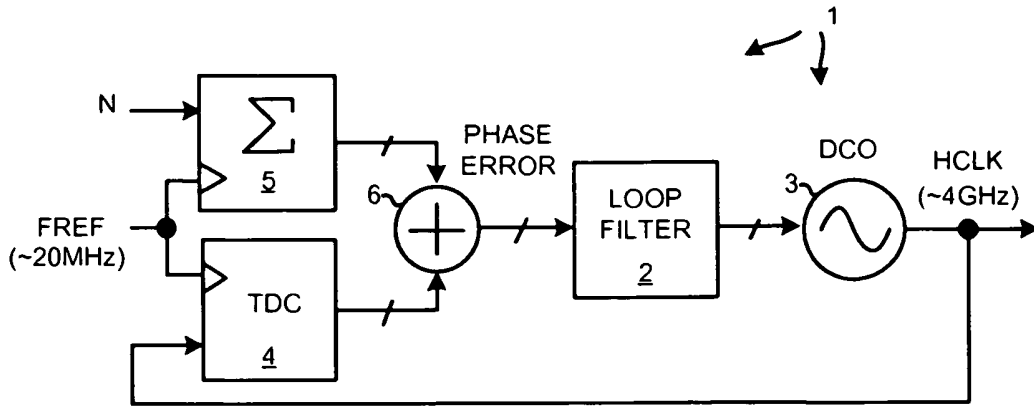 1
N
Σ
5
FREF
(~20MHz)
TDC
4
PHASE
ERROR
6
LOOP
FILTER
2
DCO
3
HCLK
(~4GHz)